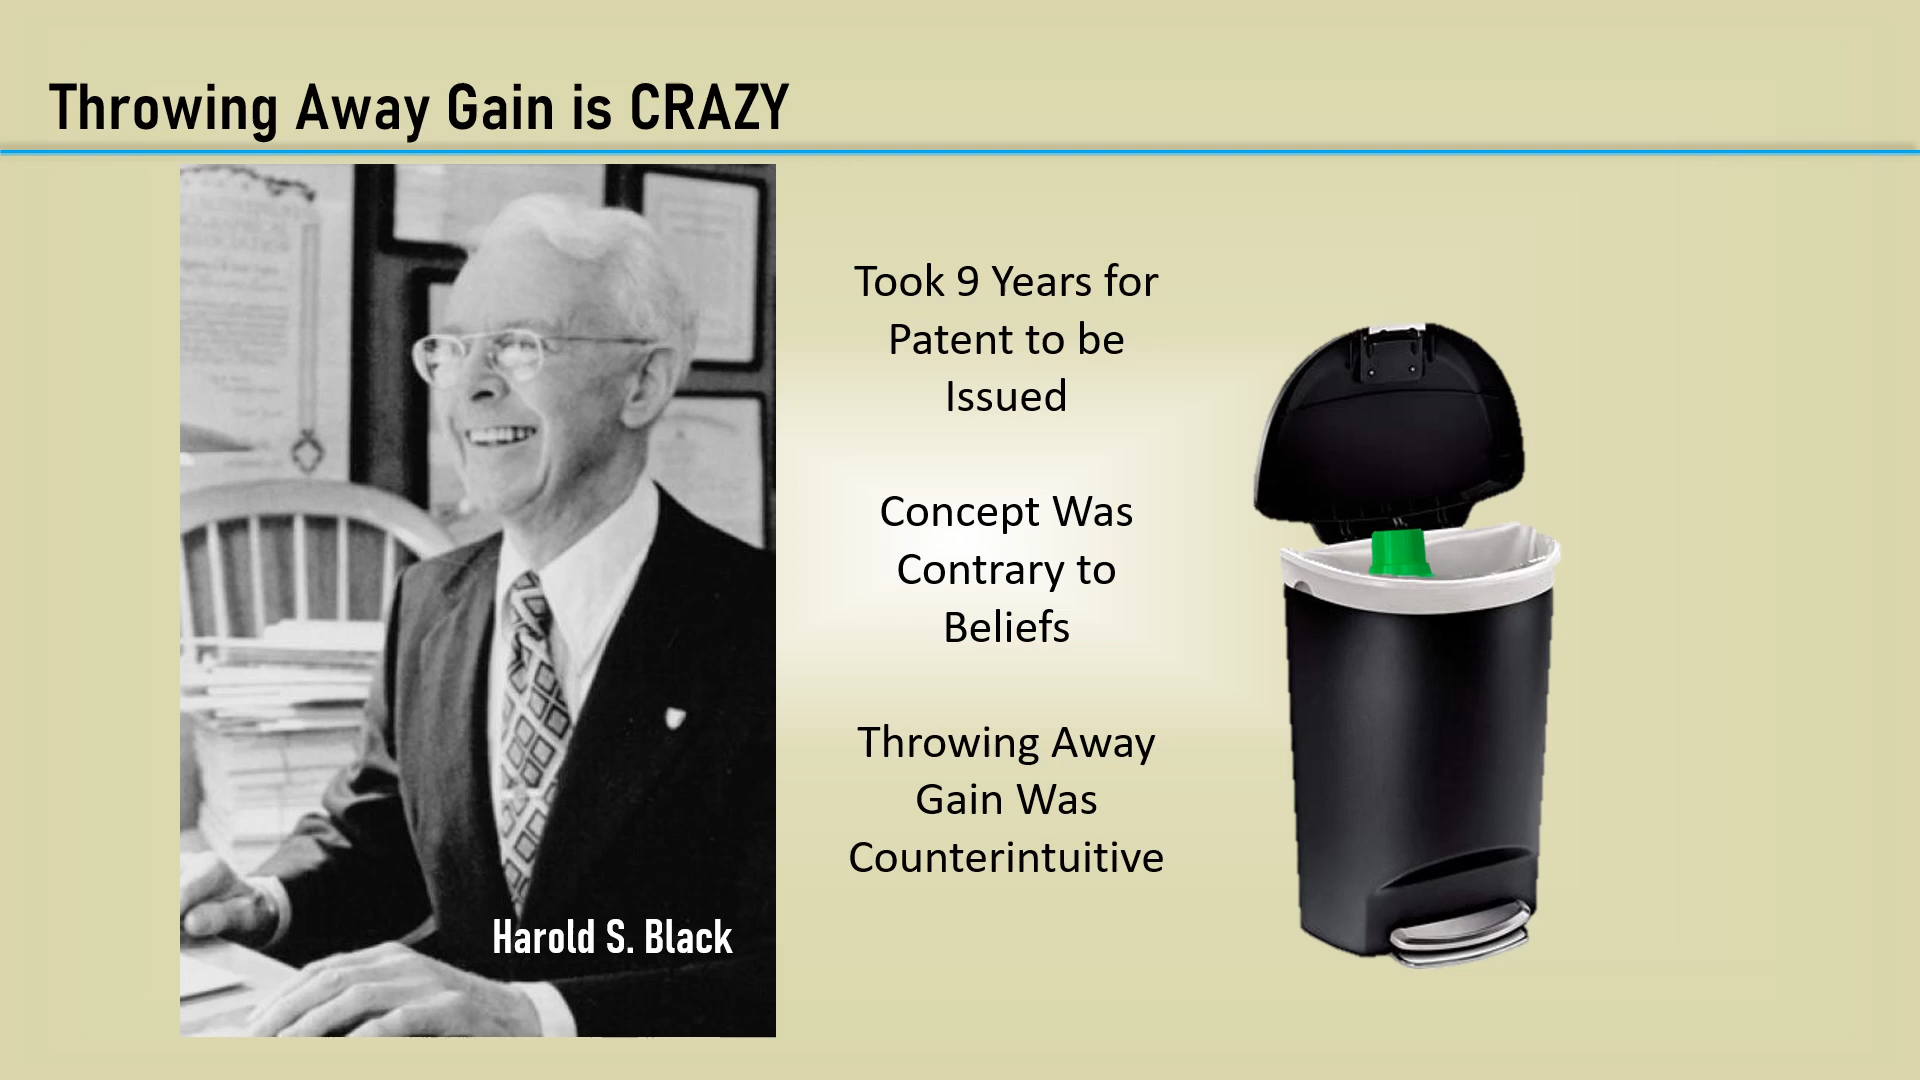 Throwing Away Gain is CRAZY
Took 9 Years for
Patent to be
Issued
Concept Was
Contrary to
Beliefs
Throwing Away
Gain Was
Counterintuitive
Harold S. Black